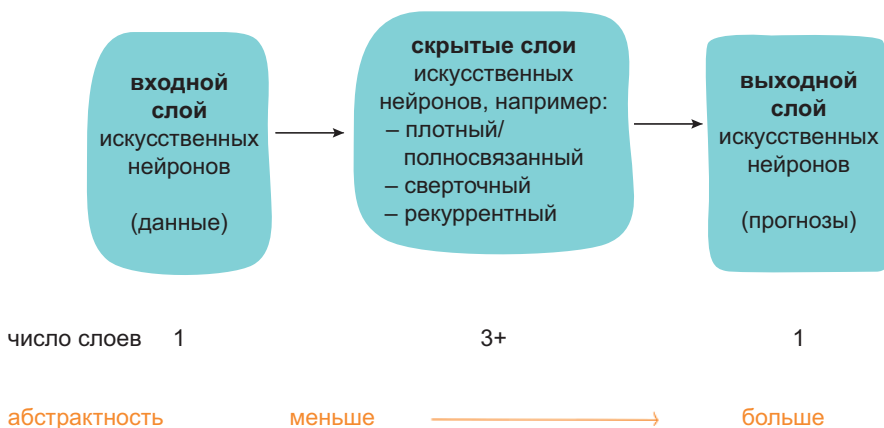 входной
слой
искусственных
нейронов
(данные)
скрытые слои
искусственных
нейронов, например:
– плотный/
полносвязанный
– сверточный
– рекуррентный
выходной
слой
искусственных
нейронов
(прогнозы)
число слоев 1 3+ 1
абстрактность меньше больше